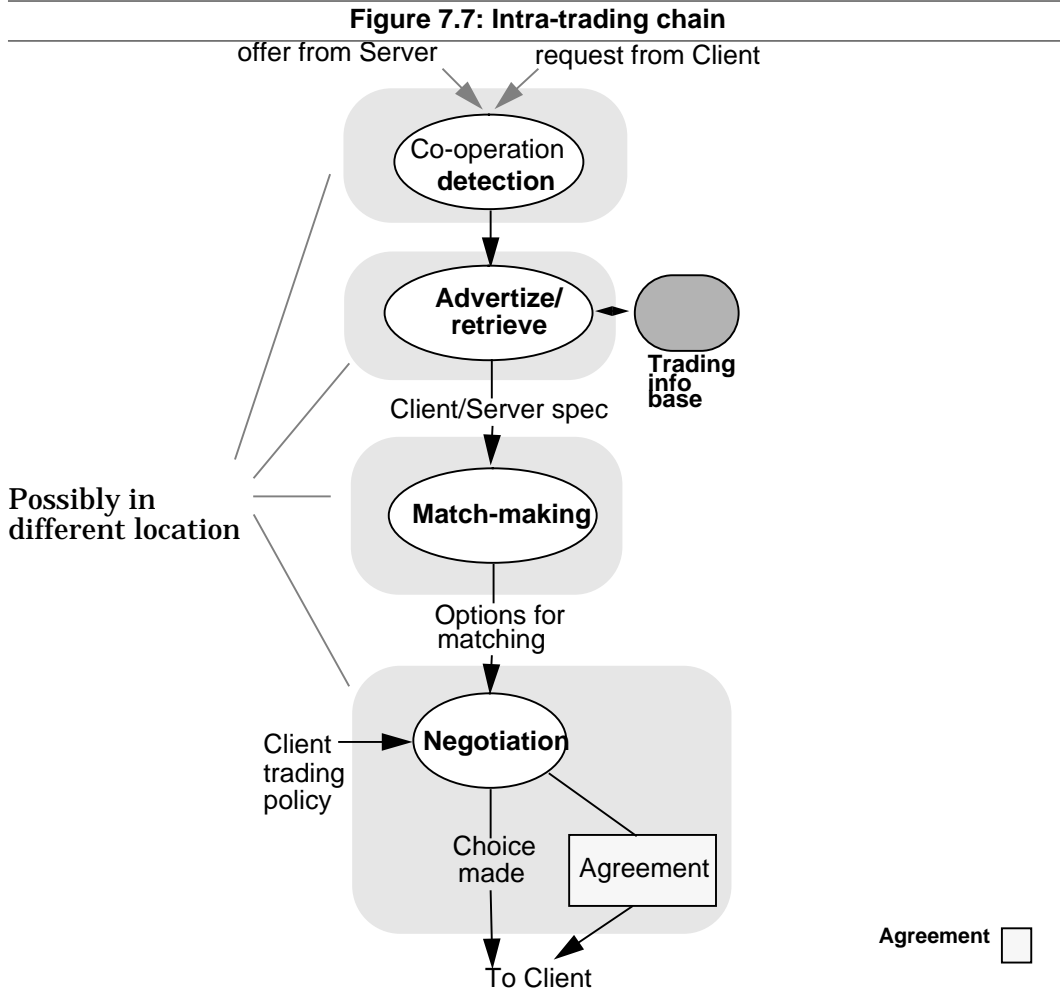 Figure 7.7: Intra-trading chain
offer from Server
request from Client
Co-operation
detection
Advertize/
retrieve
Trading
info
base
Client/Server spec
Possibly in
different location
Match-making
Options for
matching
Client
trading
policy
Negotiation
Choice
made
Agreement
Agreement
To Client